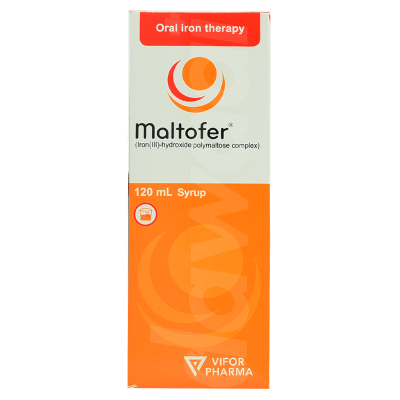 Oral iron therapy
Maltofer®
(Iron(III)-hydroxide polymaltose complex)
120 mL Syrup
VIFOR
PHARMA